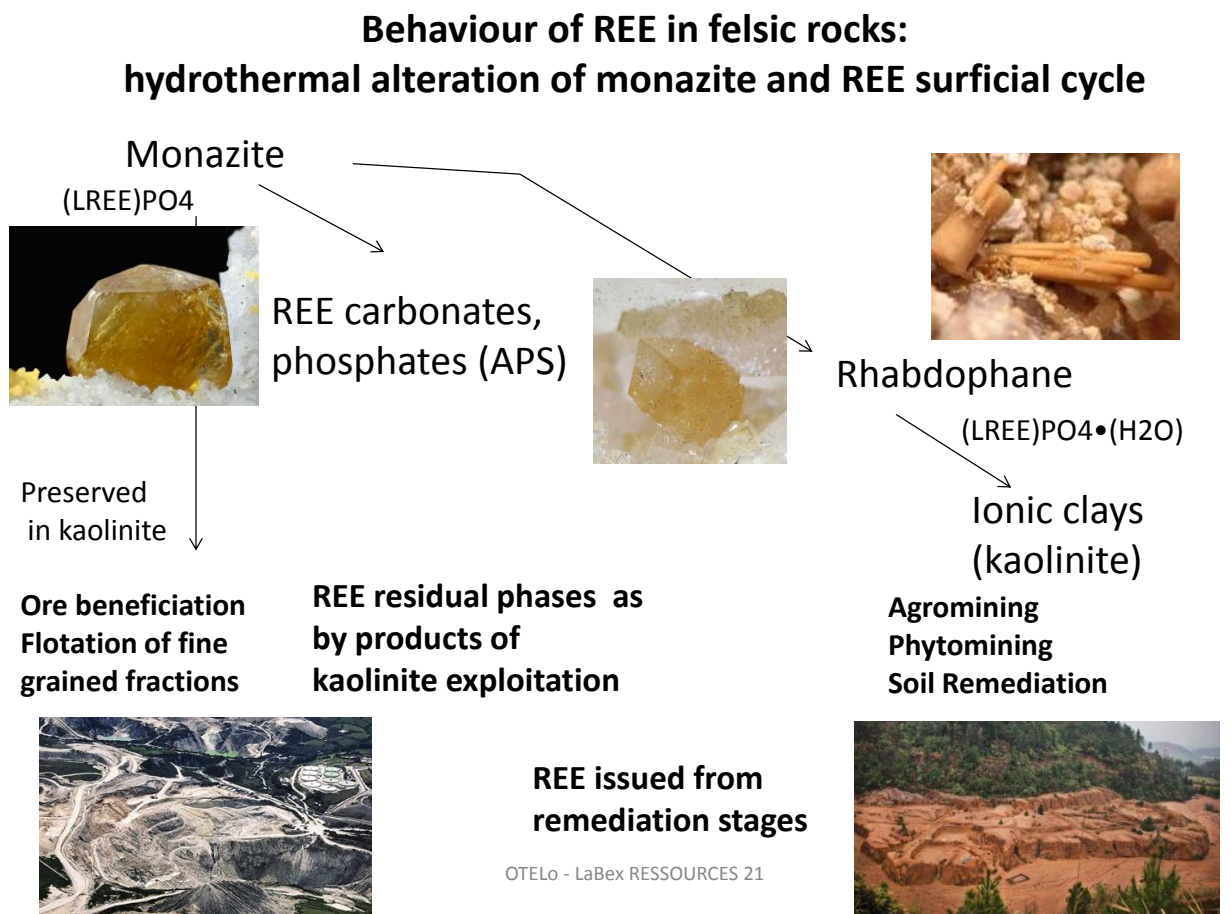 Behaviour of REE in felsic rocks:
hydrothermal alteration of monazite and REE surficial cycle
Monazite
(LREE)PO4
REE carbonates,
phosphates (APS)
Rhabdophane
(LREE)PO4•(H2O)
Preserved
in kaolinite
Ionic clays
(kaolinite)
Ore beneficiation
Flotation of fine
grained fractions
REE residual phases as
by products of
kaolinite exploitation
Agromining
Phytomining
Soil Remediation
REE issued from
remediation stages
OTELo - LaBex RESSOURCES 21